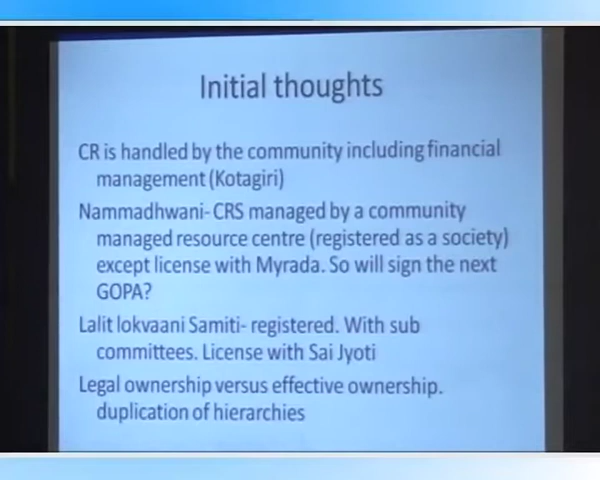 Initial thoughts
CR is handled by the community including financial
management (Kotagiri)
Nammadhwani- CRS managed by a community
managed resource centre (registered as a society)
except license with Myrada. So will sign the next
GOPA?
Lalit lokvaani Samiti- registered. With sub
committees. License with Sai Jyoti
Legal ownership versus effective ownership.
duplication of hierarchies